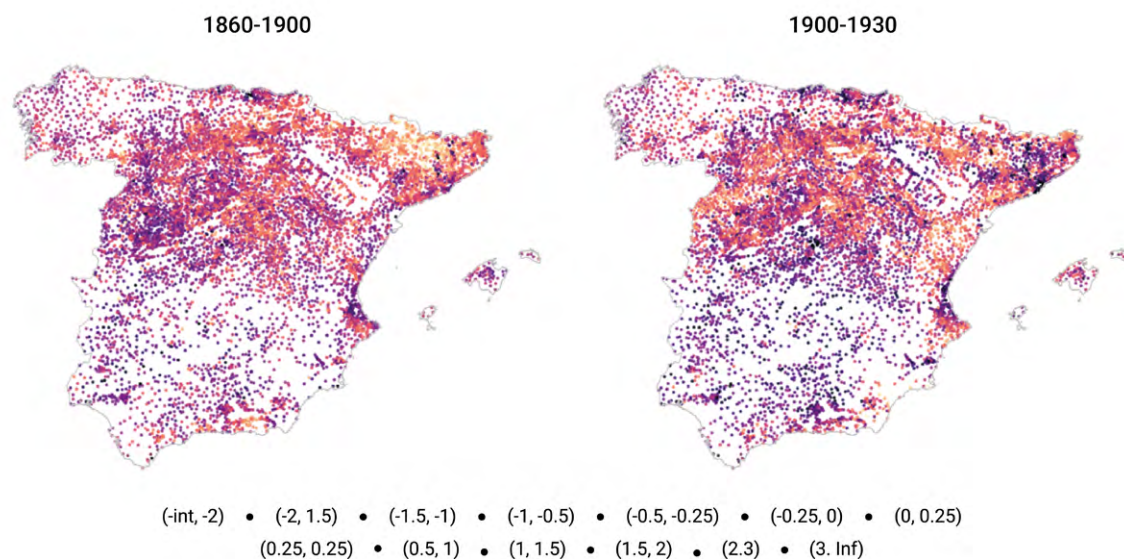 1860-1900
1900-1930
(-int, -2) • (-2, 1.5) • (-1.5, -1) • (-1, -0.5) • (-0.5, -0.25) • (-0.25, 0) • (0, 0.25)
(0.25, 0.25) • (0.5, 1) • (1, 1.5) • (1.5, 2) • (2.3) • (3. Inf)